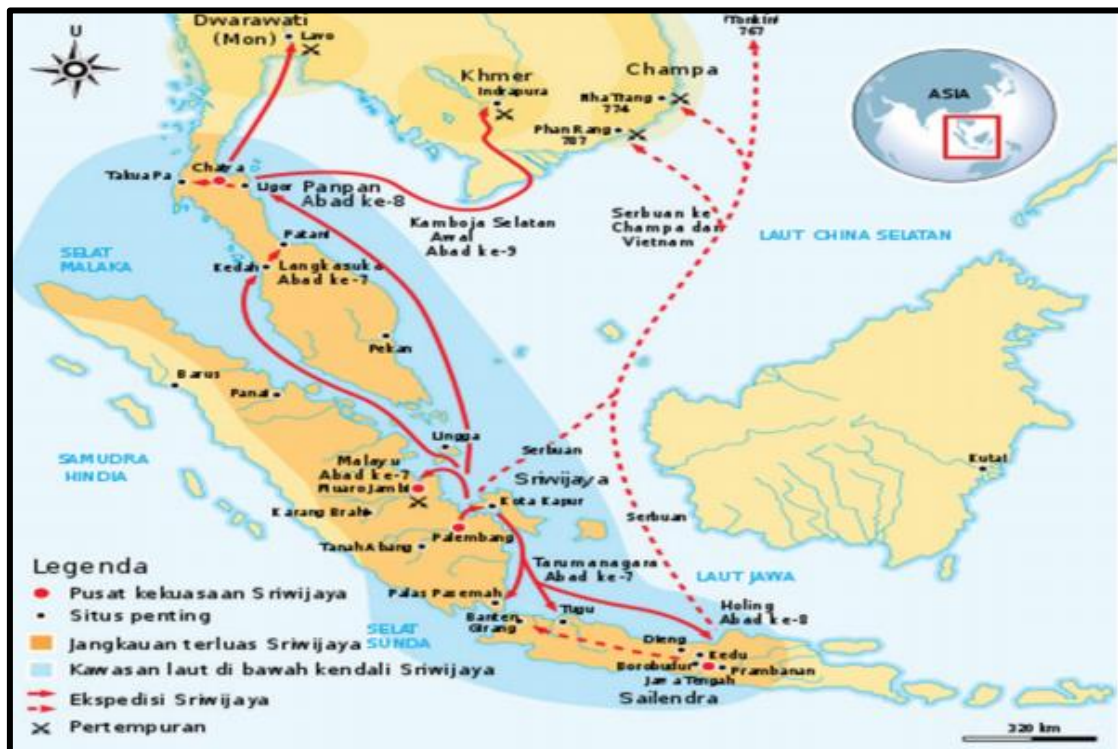 U
Dwarawati
(Mon)
Lavo
'Tonkin'
767
Khmer
Indrapura
Champa
Nha Trang
774
Phan Rang
787
ASIA
Chatra
Takua Pa
Ligor
Panpan
Abad ke-8
Kamboja Selatan
Awal
Abad ke-9
Serbuan ke
Champa dan
Vietnam
LAUT CHINA SELATAN
SELAT
MALAKA
Patani
Kedah
Langkasuka
Abad ke-7
Pekan
Barus
Panai
SAMUDRA
HINDIA
Lingga
Malayu
Abad ke-7
Muaro Jambi
Serbuan
Sriwijaya
Kutai
Karang Brahi
Kota Kapur
Palembang
Tanah Abang
Serbuan
Tarumanagara
Abad ke-7
LAUT JAWA
Palas Pasemah
Holing
Abad ke-8
SELAT
SUNDA
Banten
Girang
Tugu
Dieng
Kedu
Borobudur
Prambanan
Jawa Tengah
Sailendra
Legenda
Pusat kekuasaan Sriwijaya
Situs penting
Jangkauan terluas Sriwijaya
Kawasan laut di bawah kendali Sriwijaya
Ekspedisi Sriwijaya
Pertempuran
320 km